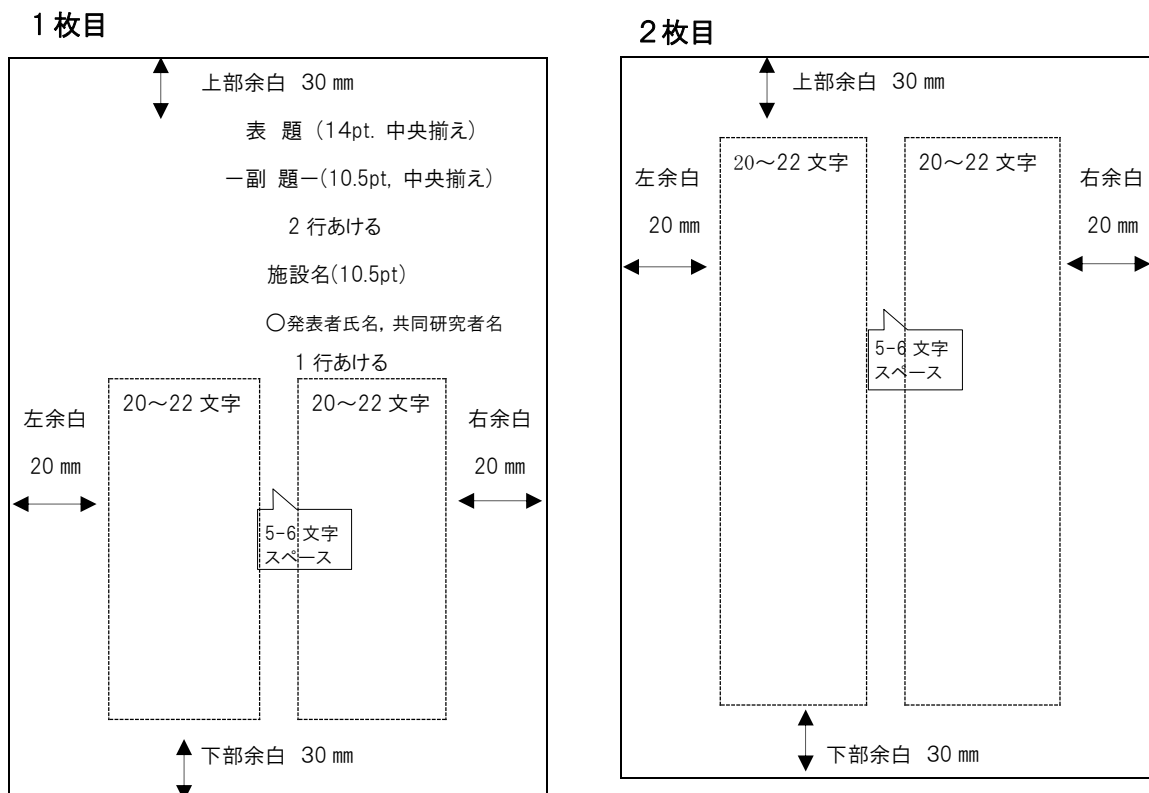 1枚目
上部余白 30 ㎜
表 題 (14pt. 中央揃え)
－副 題－(10.5pt, 中央揃え)
2 行あける
施設名(10.5pt)
○発表者氏名, 共同研究者名
1 行あける
20～22 文字
20～22 文字
左余白
20 ㎜
右余白
20 ㎜
5-6 文字
スペース
下部余白 30 ㎜
2枚目
上部余白 30 ㎜
20～22 文字
20～22 文字
左余白
20 ㎜
右余白
20 ㎜
5-6 文字
スペース
下部余白 30 ㎜